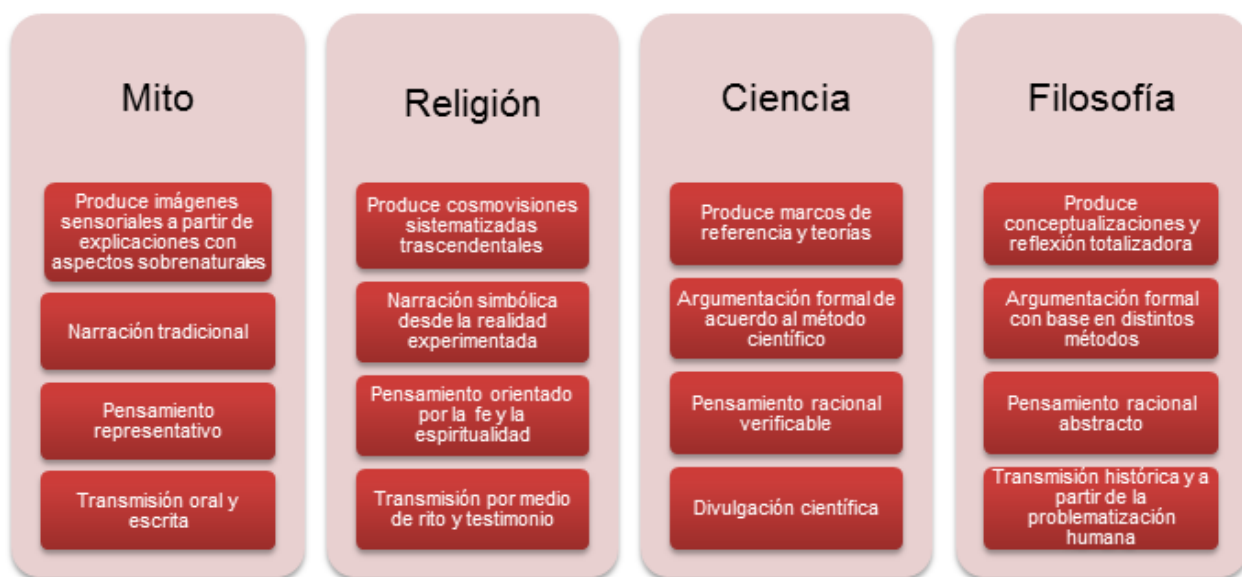 Mito
Produce imágenes
sensoriales a partir de
explicaciones con
aspectos sobrenaturales
Narración tradicional
Pensamiento
representativo
Transmisión oral y
escrita
Religión
Produce cosmovisiones
sistematizadas
trascendentales
Narración simbólica
desde la realidad
experimentada
Pensamiento orientado
por la fe y la
espiritualidad
Transmisión por medio
de rito y testimonio
Ciencia
Produce marcos de
referencia y teorías
Argumentación formal de
acuerdo al método
científico
Pensamiento racional
verificable
Divulgación científica
Filosofía
Produce
conceptualizaciones y
reflexión totalizadora
Argumentación formal
con base en distintos
métodos
Pensamiento racional
abstracto
Transmisión histórica y a
partir de la
problematización
humana